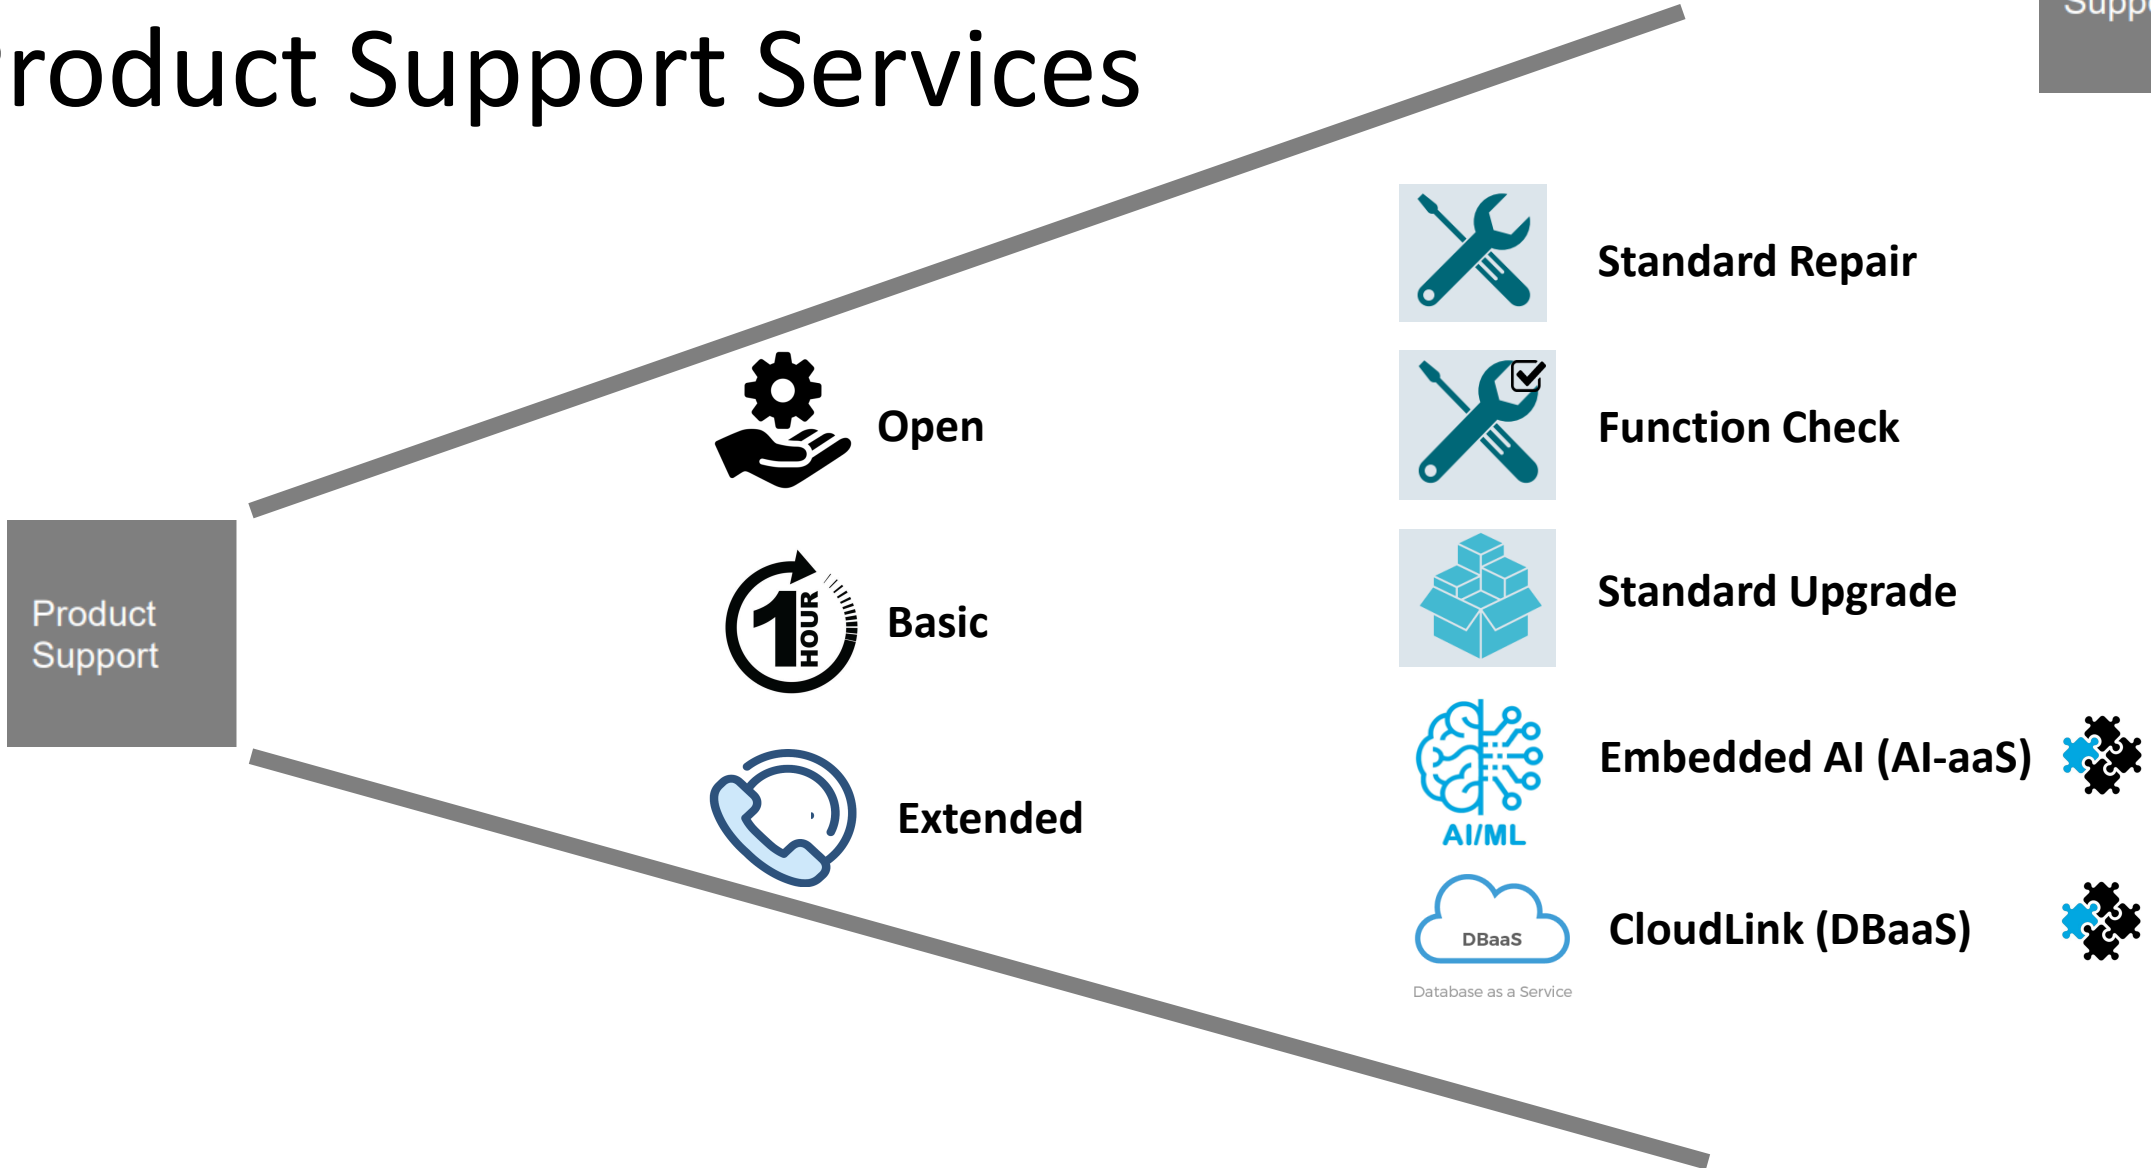 roduct Support Services
Product
Support
Open
1 HOUR
Basic
Extended
Standard Repair
Function Check
Standard Upgrade
AI/ML
Embedded AI (AI-aaS)
DBaaS
Database as a Service
CloudLink (DBaaS)